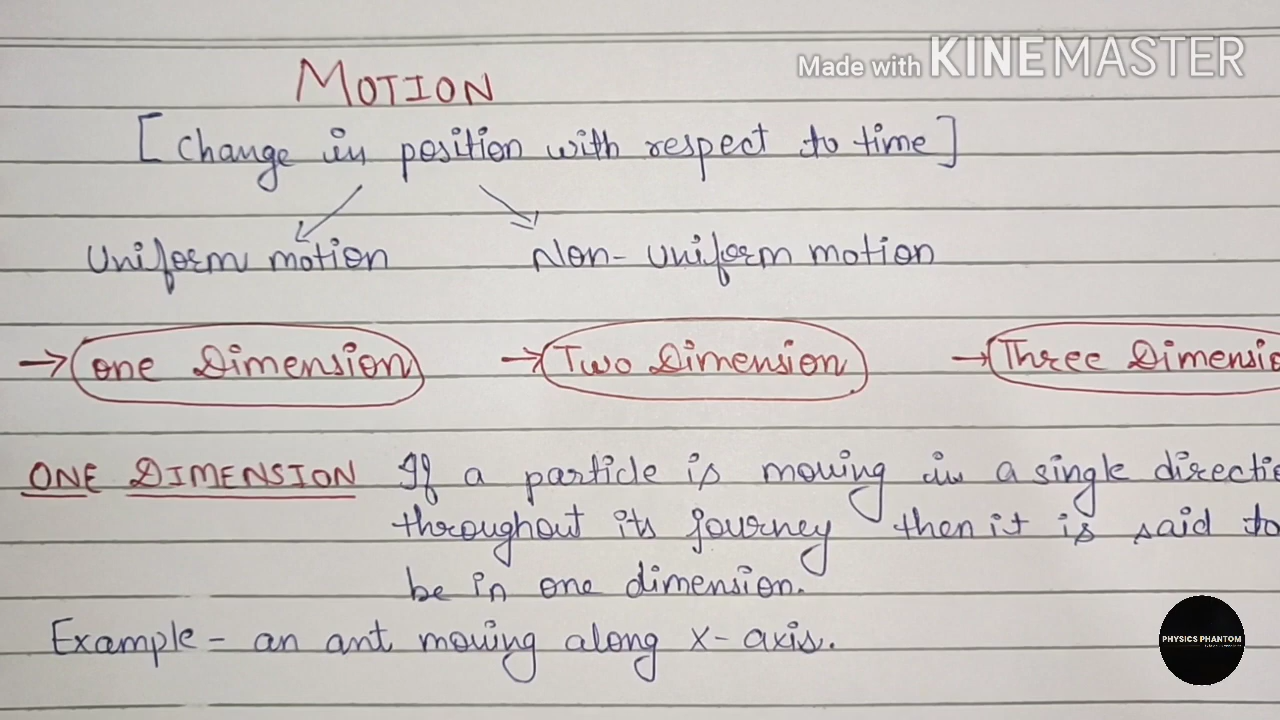 Made with KINEMASTER
MOTION
[Change in position with respect to time]
Uniform motion Non-uniform motion
→ One Dimension → Two Dimension → Three Dimensio
ONE DIMENSION If a particle is moving in a single directi
throughout its journey then it is said to
be in one dimension.
Example - an ant moving along x-axis.
PHYSICS PHANTOM